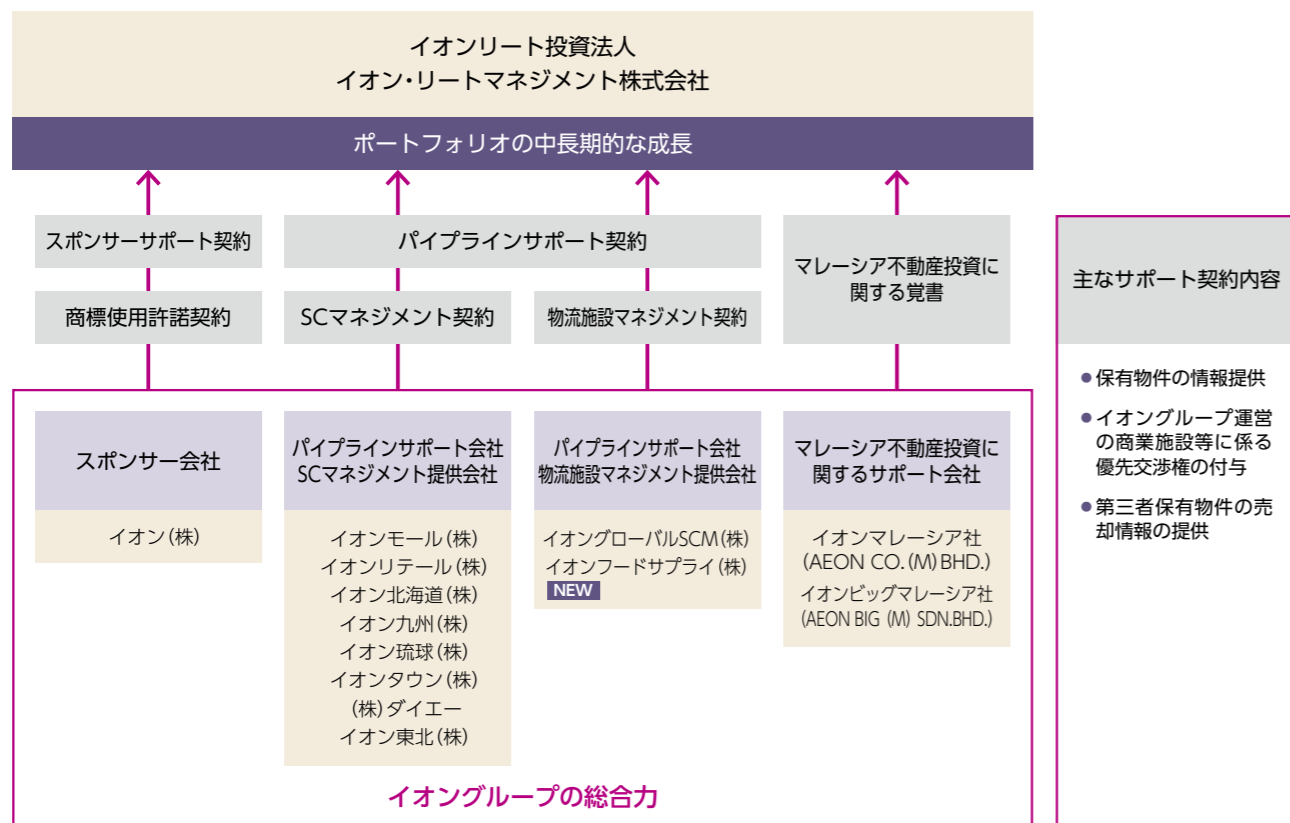 イオンリート投資法人
イオン・リートマネジメント株式会社
ポートフォリオの中長期的な成長
スポンサーサポート契約
パイプラインサポート契約
マレーシア不動産投資に
関する覚書
商標使用許諾契約
SCマネジメント契約
物流施設マネジメント契約
スポンサー会社
イオン(株)
パイプラインサポート会社
SCマネジメント提供会社
イオンモール(株)
イオンリテール(株)
イオン北海道(株)
イオン九州(株)
イオン琉球(株)
イオンタウン(株)
(株)ダイエー
イオン東北(株)
パイプラインサポート会社
物流施設マネジメント提供会社
イオングローバルSCM(株)
イオンフードサプライ(株)
NEW
マレーシア不動産投資に
関するサポート会社
イオンマレーシア社
(AEON CO.(M)BHD.)
イオンビッグマレーシア社
(AEON BIG (M) SDN.BHD.)
イオングループの総合力
主なサポート契約内容
●保有物件の情報提供
●イオングループ運営
の商業施設等に係る
優先交渉権の付与
●第三者保有物件の売
却情報の提供